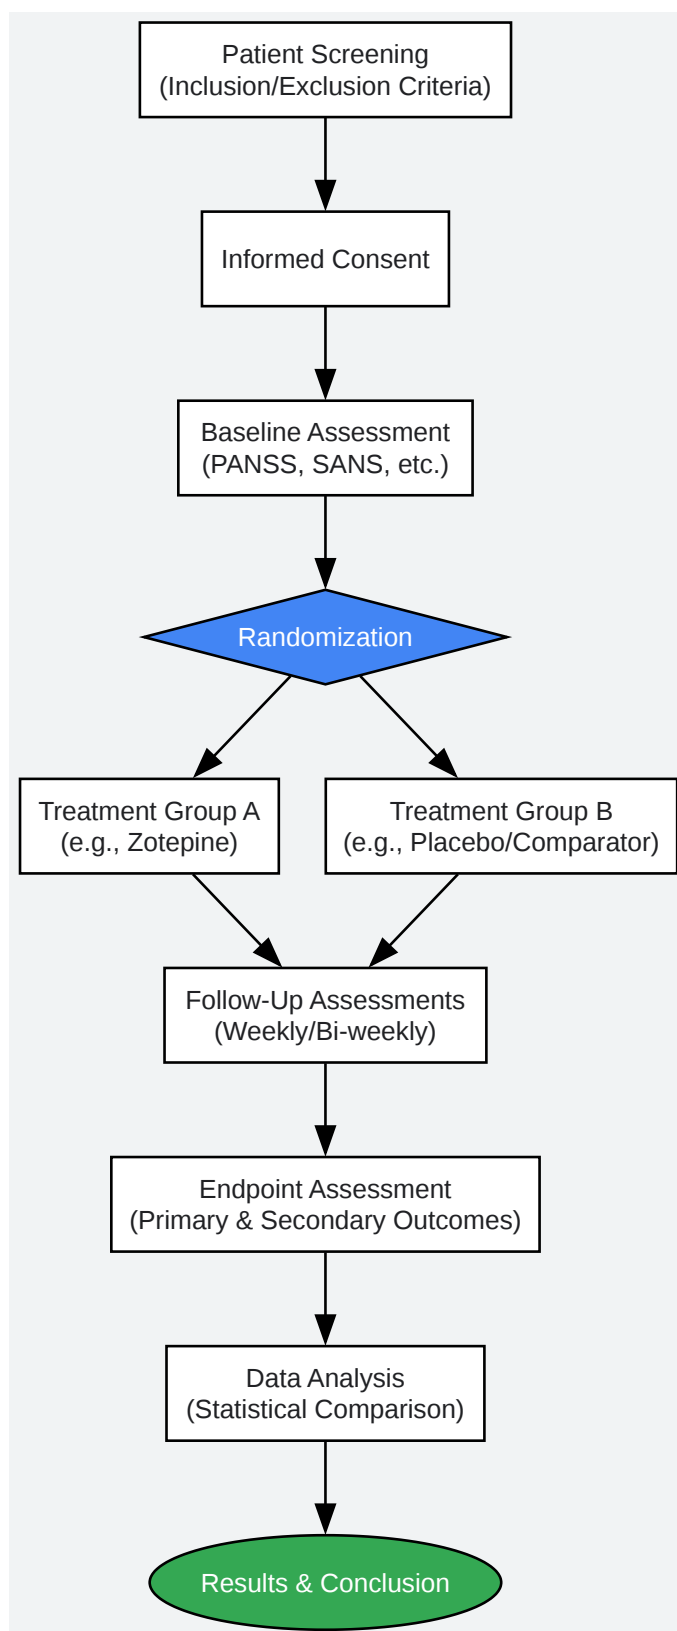 Patient Screening
(Inclusion/Exclusion Criteria)
Informed Consent
Baseline Assessment
(PANSS, SANS, etc.)
Randomization
Treatment Group A
(e.g., Zotepine)
Treatment Group B
(e.g., Placebo/Comparator)
Follow-Up Assessments
(Weekly/Bi-weekly)
Endpoint Assessment
(Primary & Secondary Outcomes)
Data Analysis
(Statistical Comparison)
Results & Conclusion